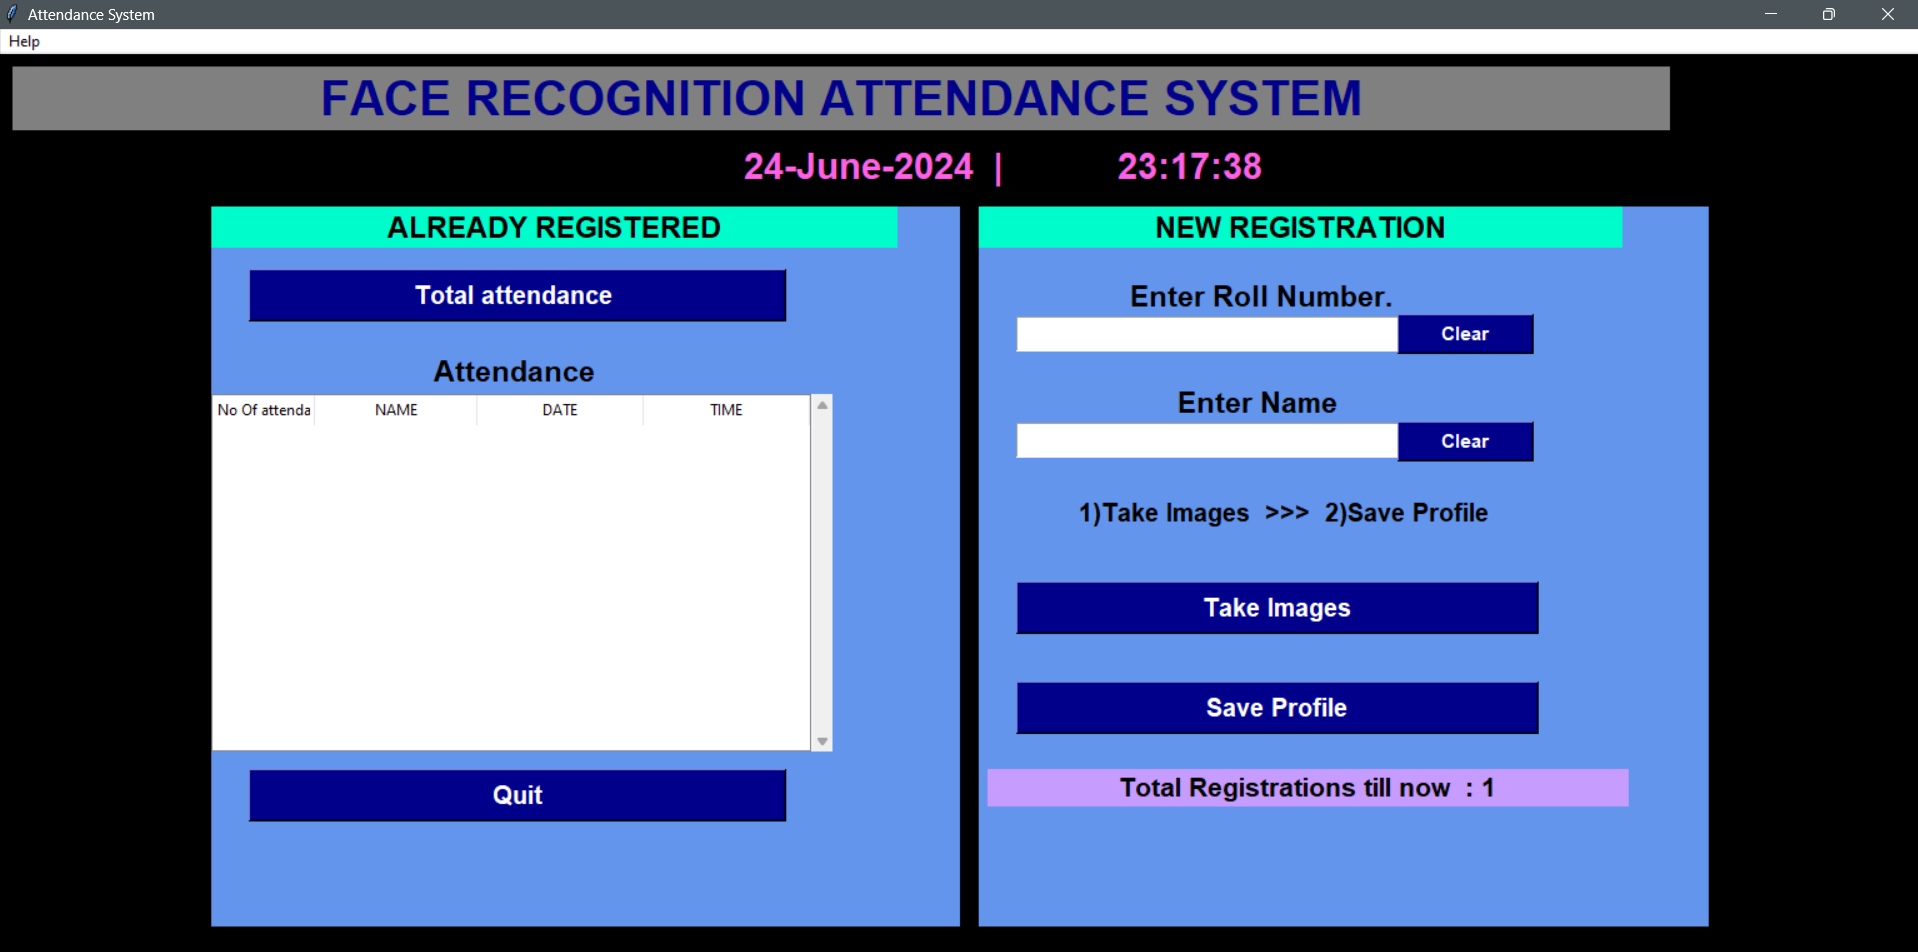 Attendance System
Help
FACE RECOGNITION ATTENDANCE SYSTEM
24-June-2024 | 23:17:38
ALREADY REGISTERED
Total attendance
Attendance
No Of attenda NAME DATE TIME
Quit
NEW REGISTRATION
Enter Roll Number.
Clear
Enter Name
Clear
1)Take Images >>> 2)Save Profile
Take Images
Save Profile
Total Registrations till now : 1